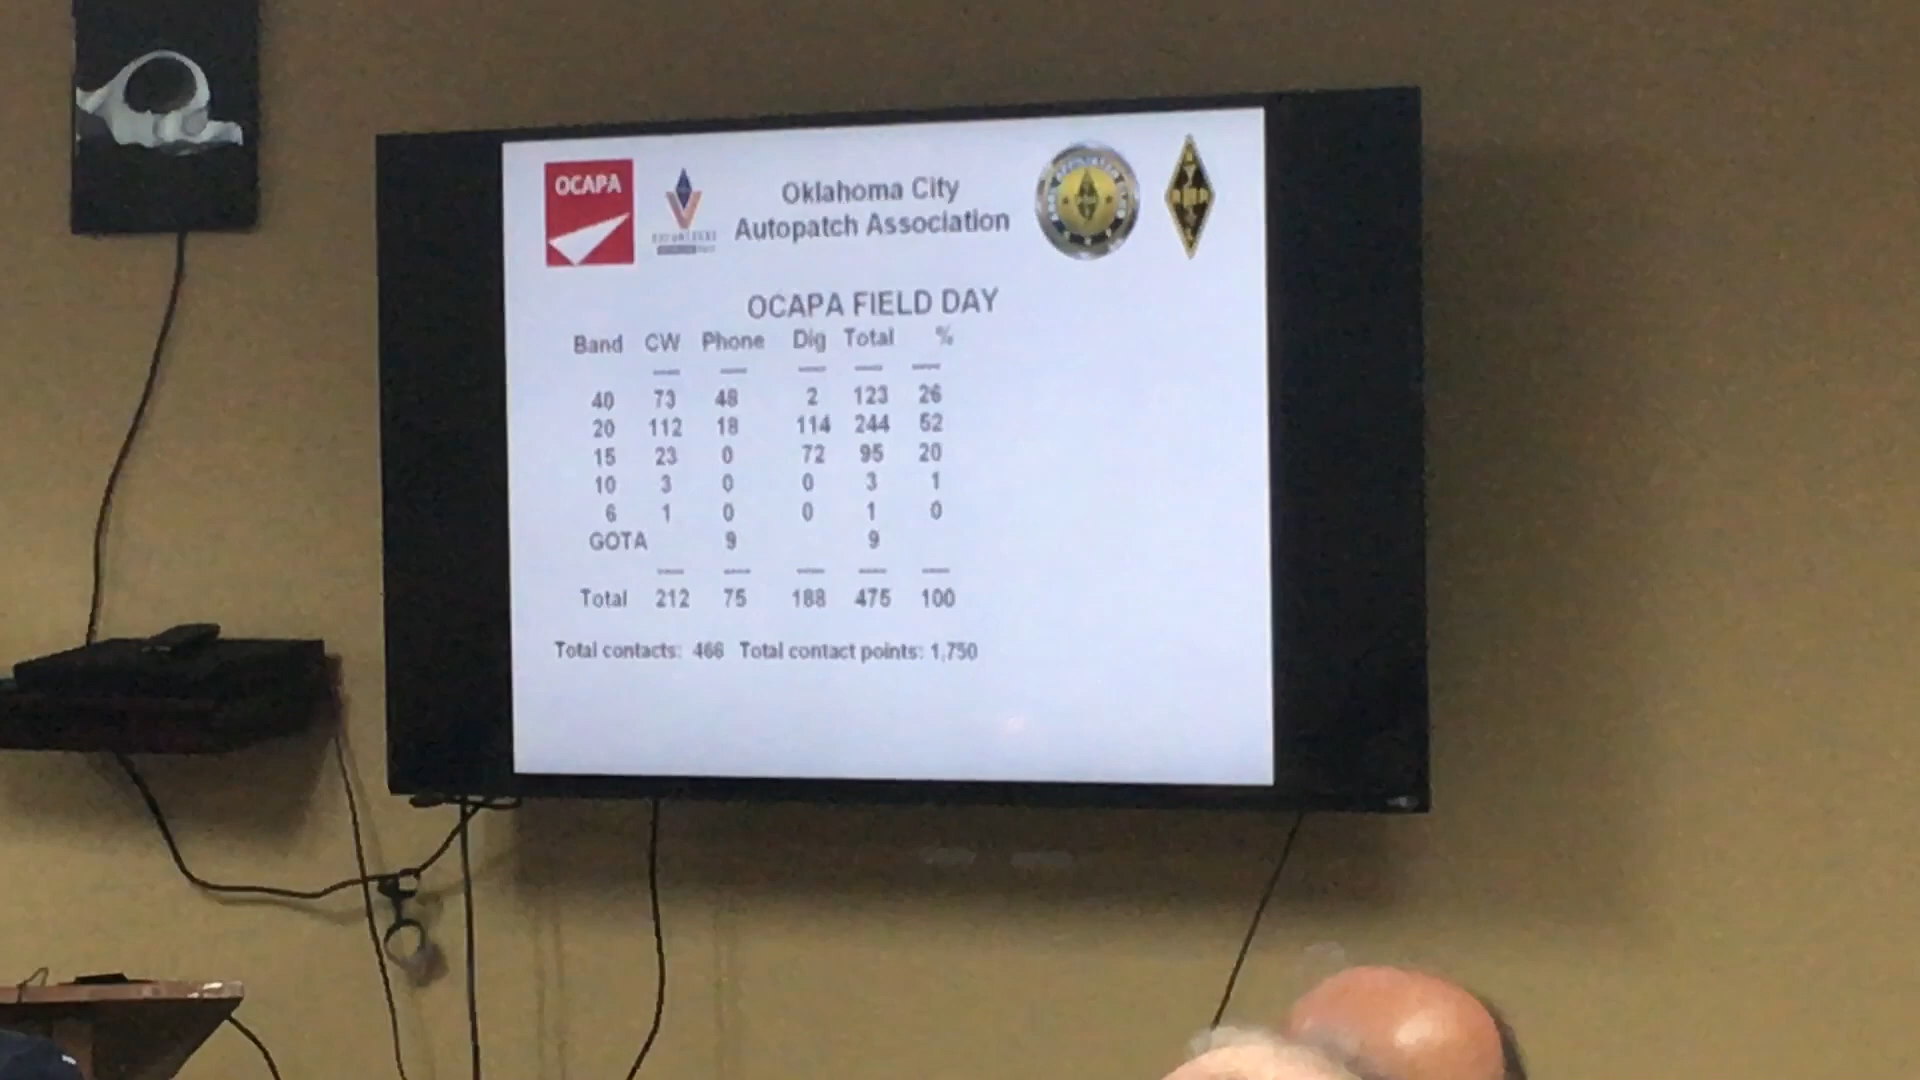 OCAPA
Oklahoma City
Autopatch Association
OCAPA FIELD DAY
Band CW Phone Dig Total %
40 73 48 2 123 26
20 112 18 114 244 52
15 23 0 72 95 20
10 3 0 0 3 1
6 1 0 0 1 0
GOTA 9 9
Total 212 75 188 475 100
Total contacts: 466 Total contact points: 1,750